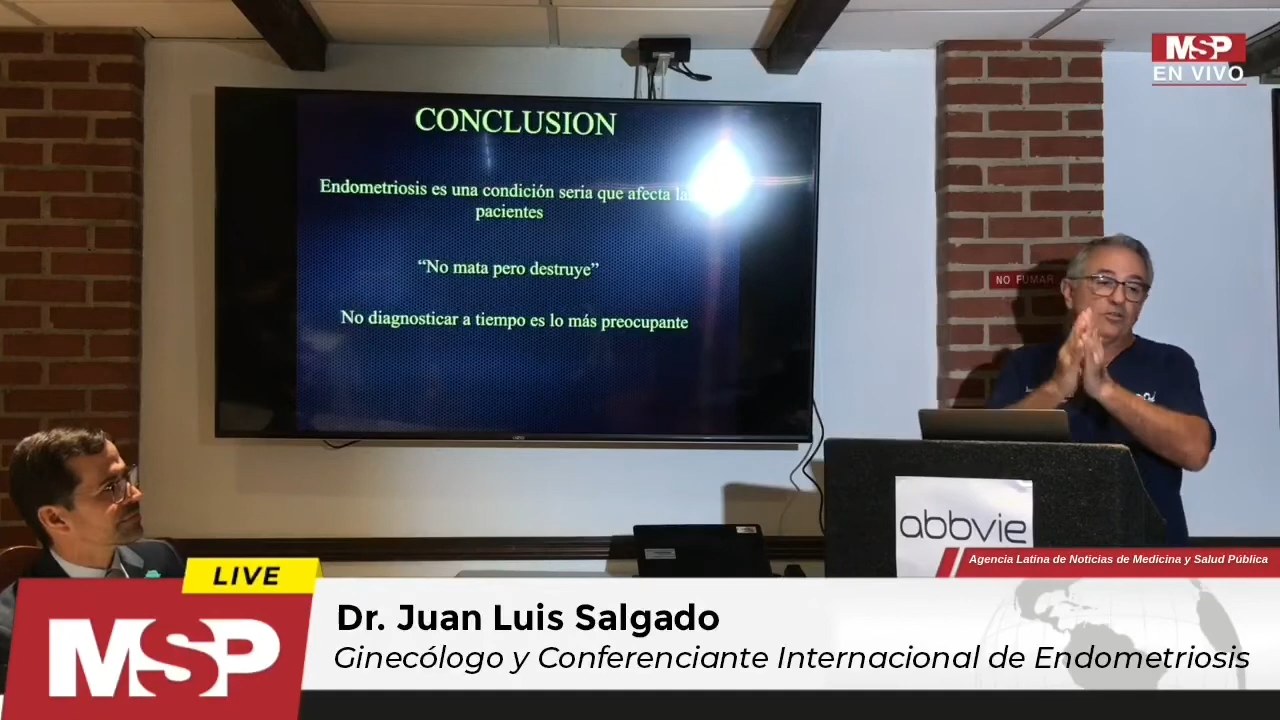 MSP
EN VIVO
CONCLUSION
Endometriosis es una condición seria que afecta
pacientes
“No mata pero destruye”
No diagnosticar a tiempo es lo más preocupante
NO FUMAR
abbvie
Agencia Latina de Noticias de Medicina y Salud Pública
LIVE
MSP
Dr. Juan Luis Salgado
Ginecólogo y Conferenciante Internacional de Endometriosis